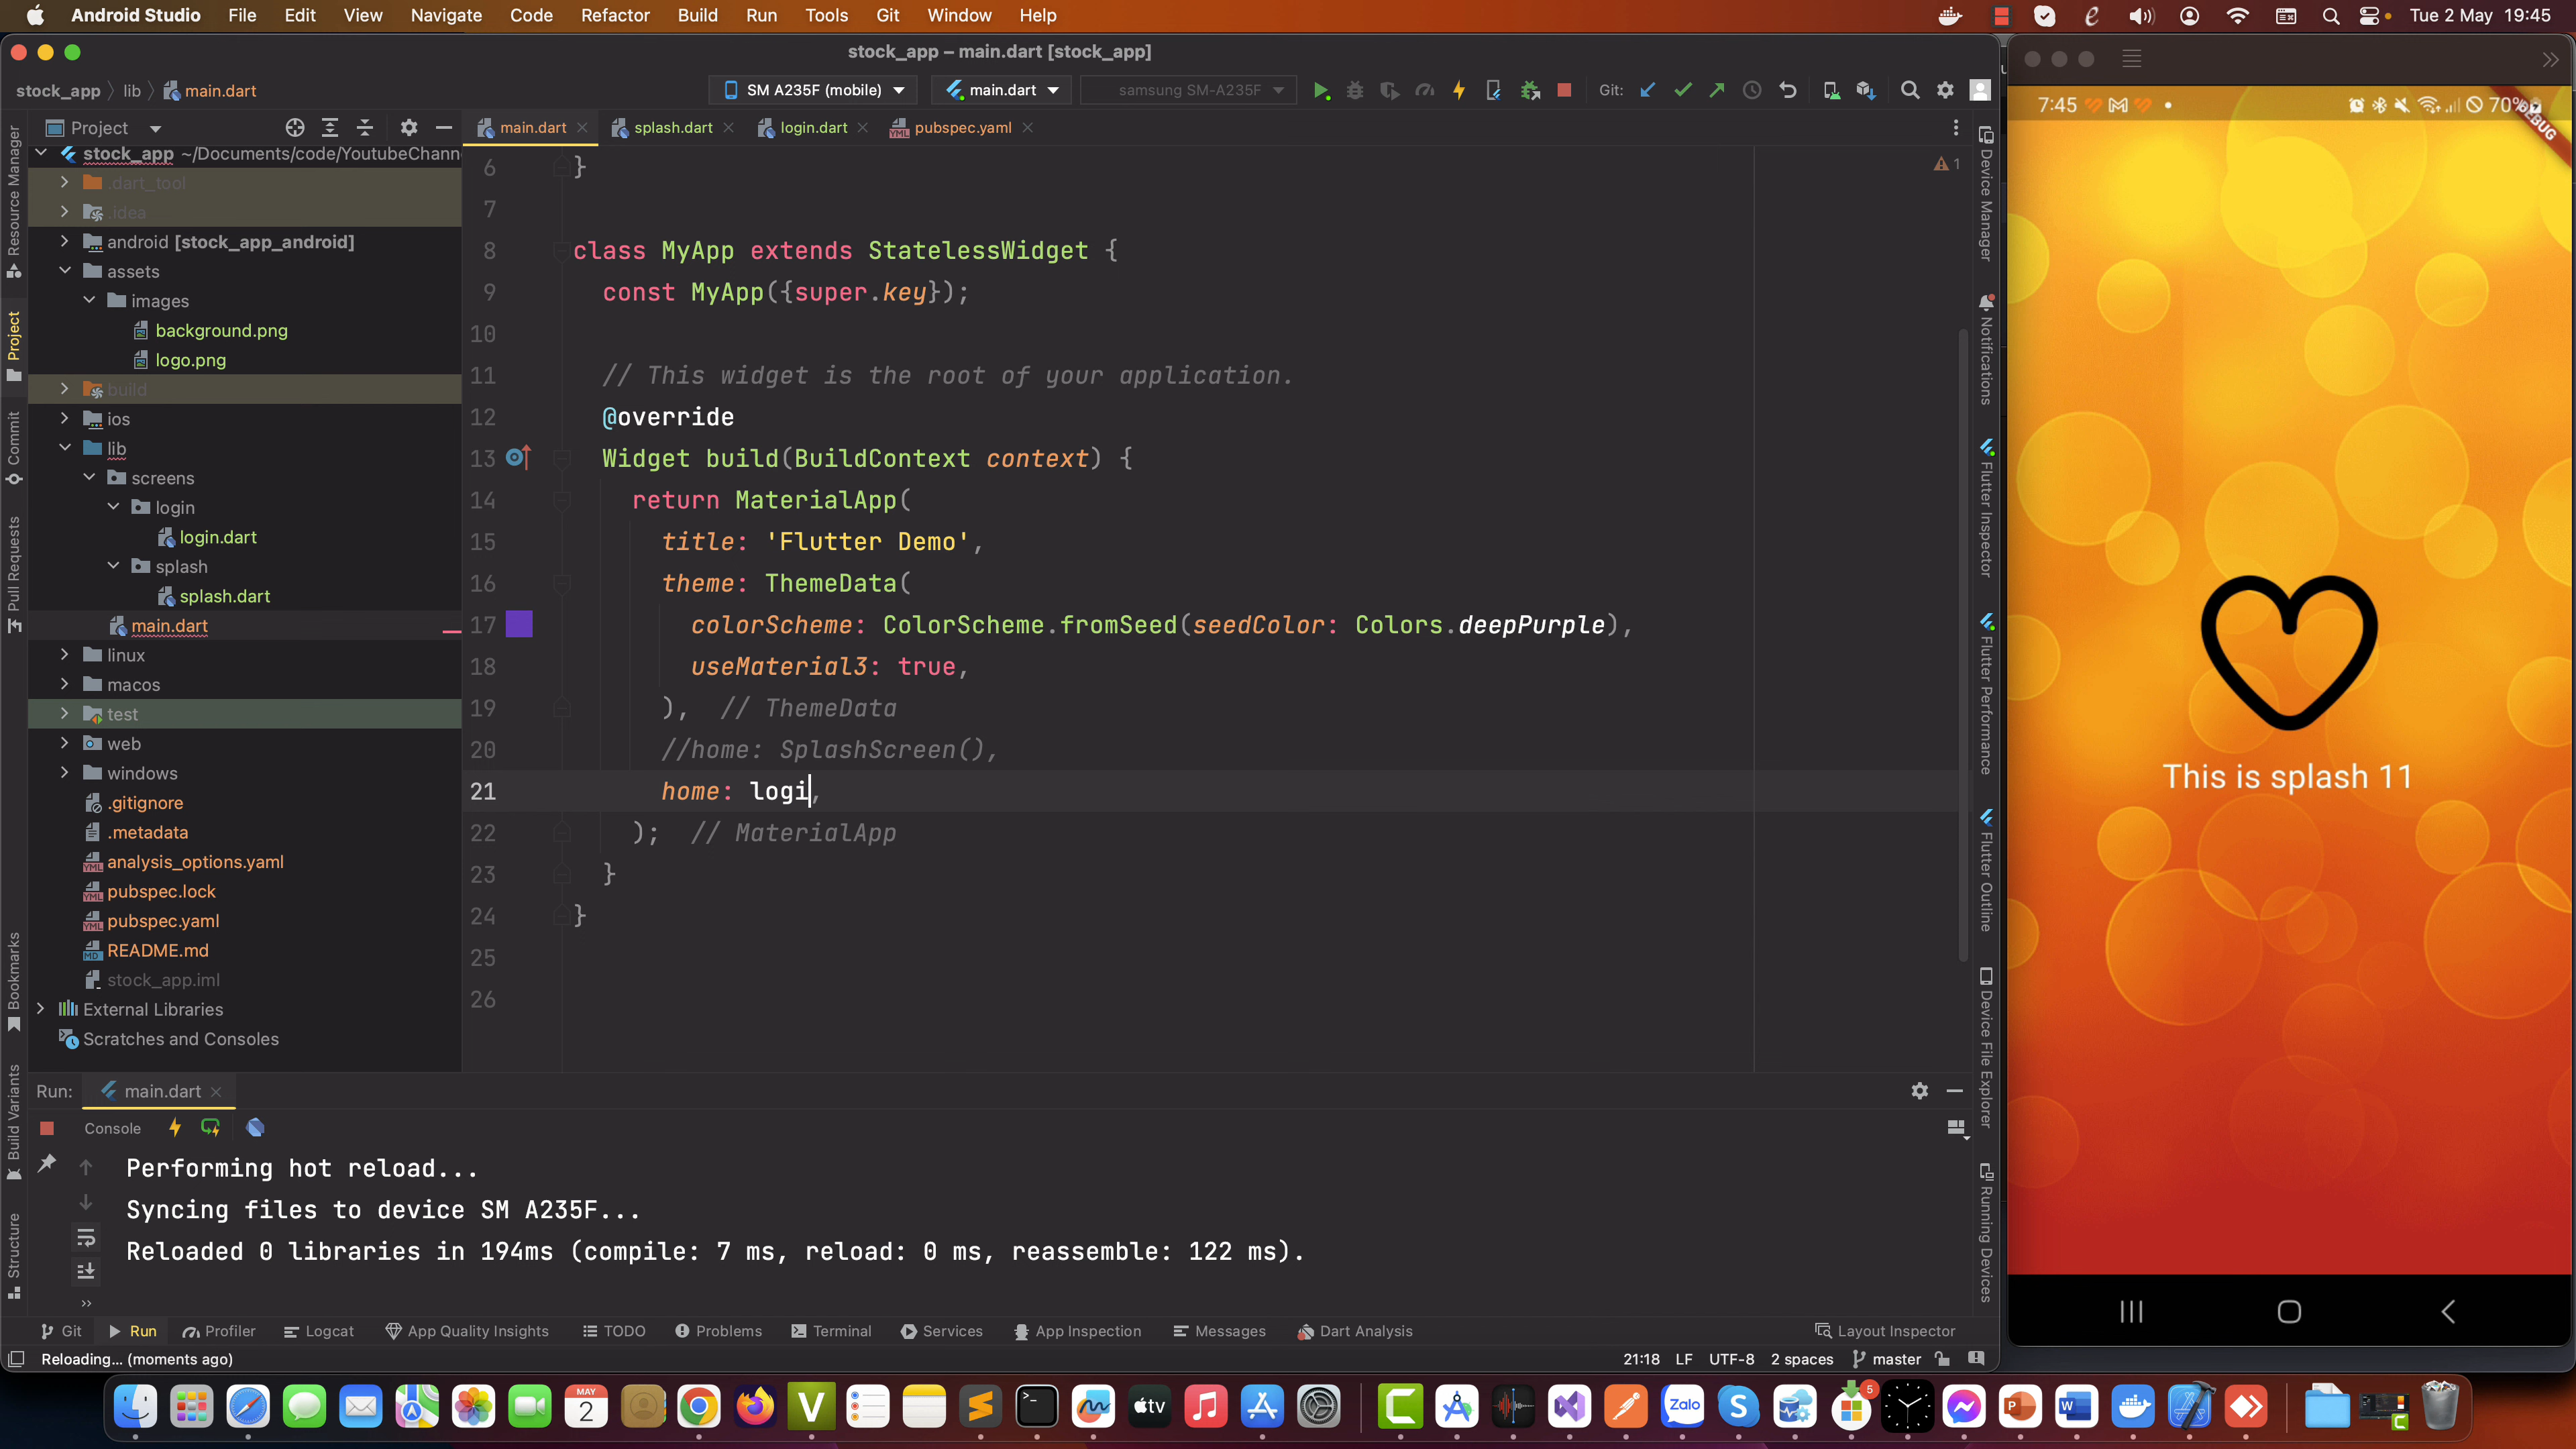 Android Studio File Edit View Navigate Code Refactor Build Run Tools Git Window Help Tue 2 May 19:45
stock_app – main.dart [stock_app]
stock_app lib main.dart SM A235F (mobile) main.dart samsung SM-A235F Git:
Project main.dart splash.dart login.dart pubspec.yaml
stock_app ~/Documents/code/YoutubeChann
.dart_tool
.idea
android [stock_app_android]
assets
images
background.png
logo.png
build
ios
lib
screens
login
login.dart
splash
splash.dart
main.dart
linux
macos
test
web
windows
.gitignore
.metadata
analysis_options.yaml
pubspec.lock
pubspec.yaml
README.md
stock_app.iml
External Libraries
Scratches and Consoles
Resource Manager
Project
Commit
Pull Requests
Bookmarks
Build Variants
Structure
6 }
7
8 class MyApp extends StatelessWidget {
9 const MyApp({super.key});
10
11 // This widget is the root of your application.
12 @override
13 Widget build(BuildContext context) {
14 return MaterialApp(
15 title: 'Flutter Demo',
16 theme: ThemeData(
17 colorScheme: ColorScheme.fromSeed(seedColor: Colors.deepPurple),
18 useMaterial3: true,
19 ), // ThemeData
20 //home: SplashScreen(),
21 home: logi,
22 ); // MaterialApp
23 }
24 }
25
26
1
Device Manager
Notifications
Flutter Inspector
Flutter Performance
Flutter Outline
Device File Explorer
Running Devices
7:45 70%
DEBUG
This is splash 11
Run: main.dart
Console
Performing hot reload...
Syncing files to device SM A235F...
Reloaded 0 libraries in 194ms (compile: 7 ms, reload: 0 ms, reassemble: 122 ms).
Git Run Profiler Logcat App Quality Insights TODO Problems Terminal Services App Inspection Messages Dart Analysis Layout Inspector
Reloading... (moments ago) 21:18 LF UTF-8 2 spaces master
MAY
2
tv
Zalo
5